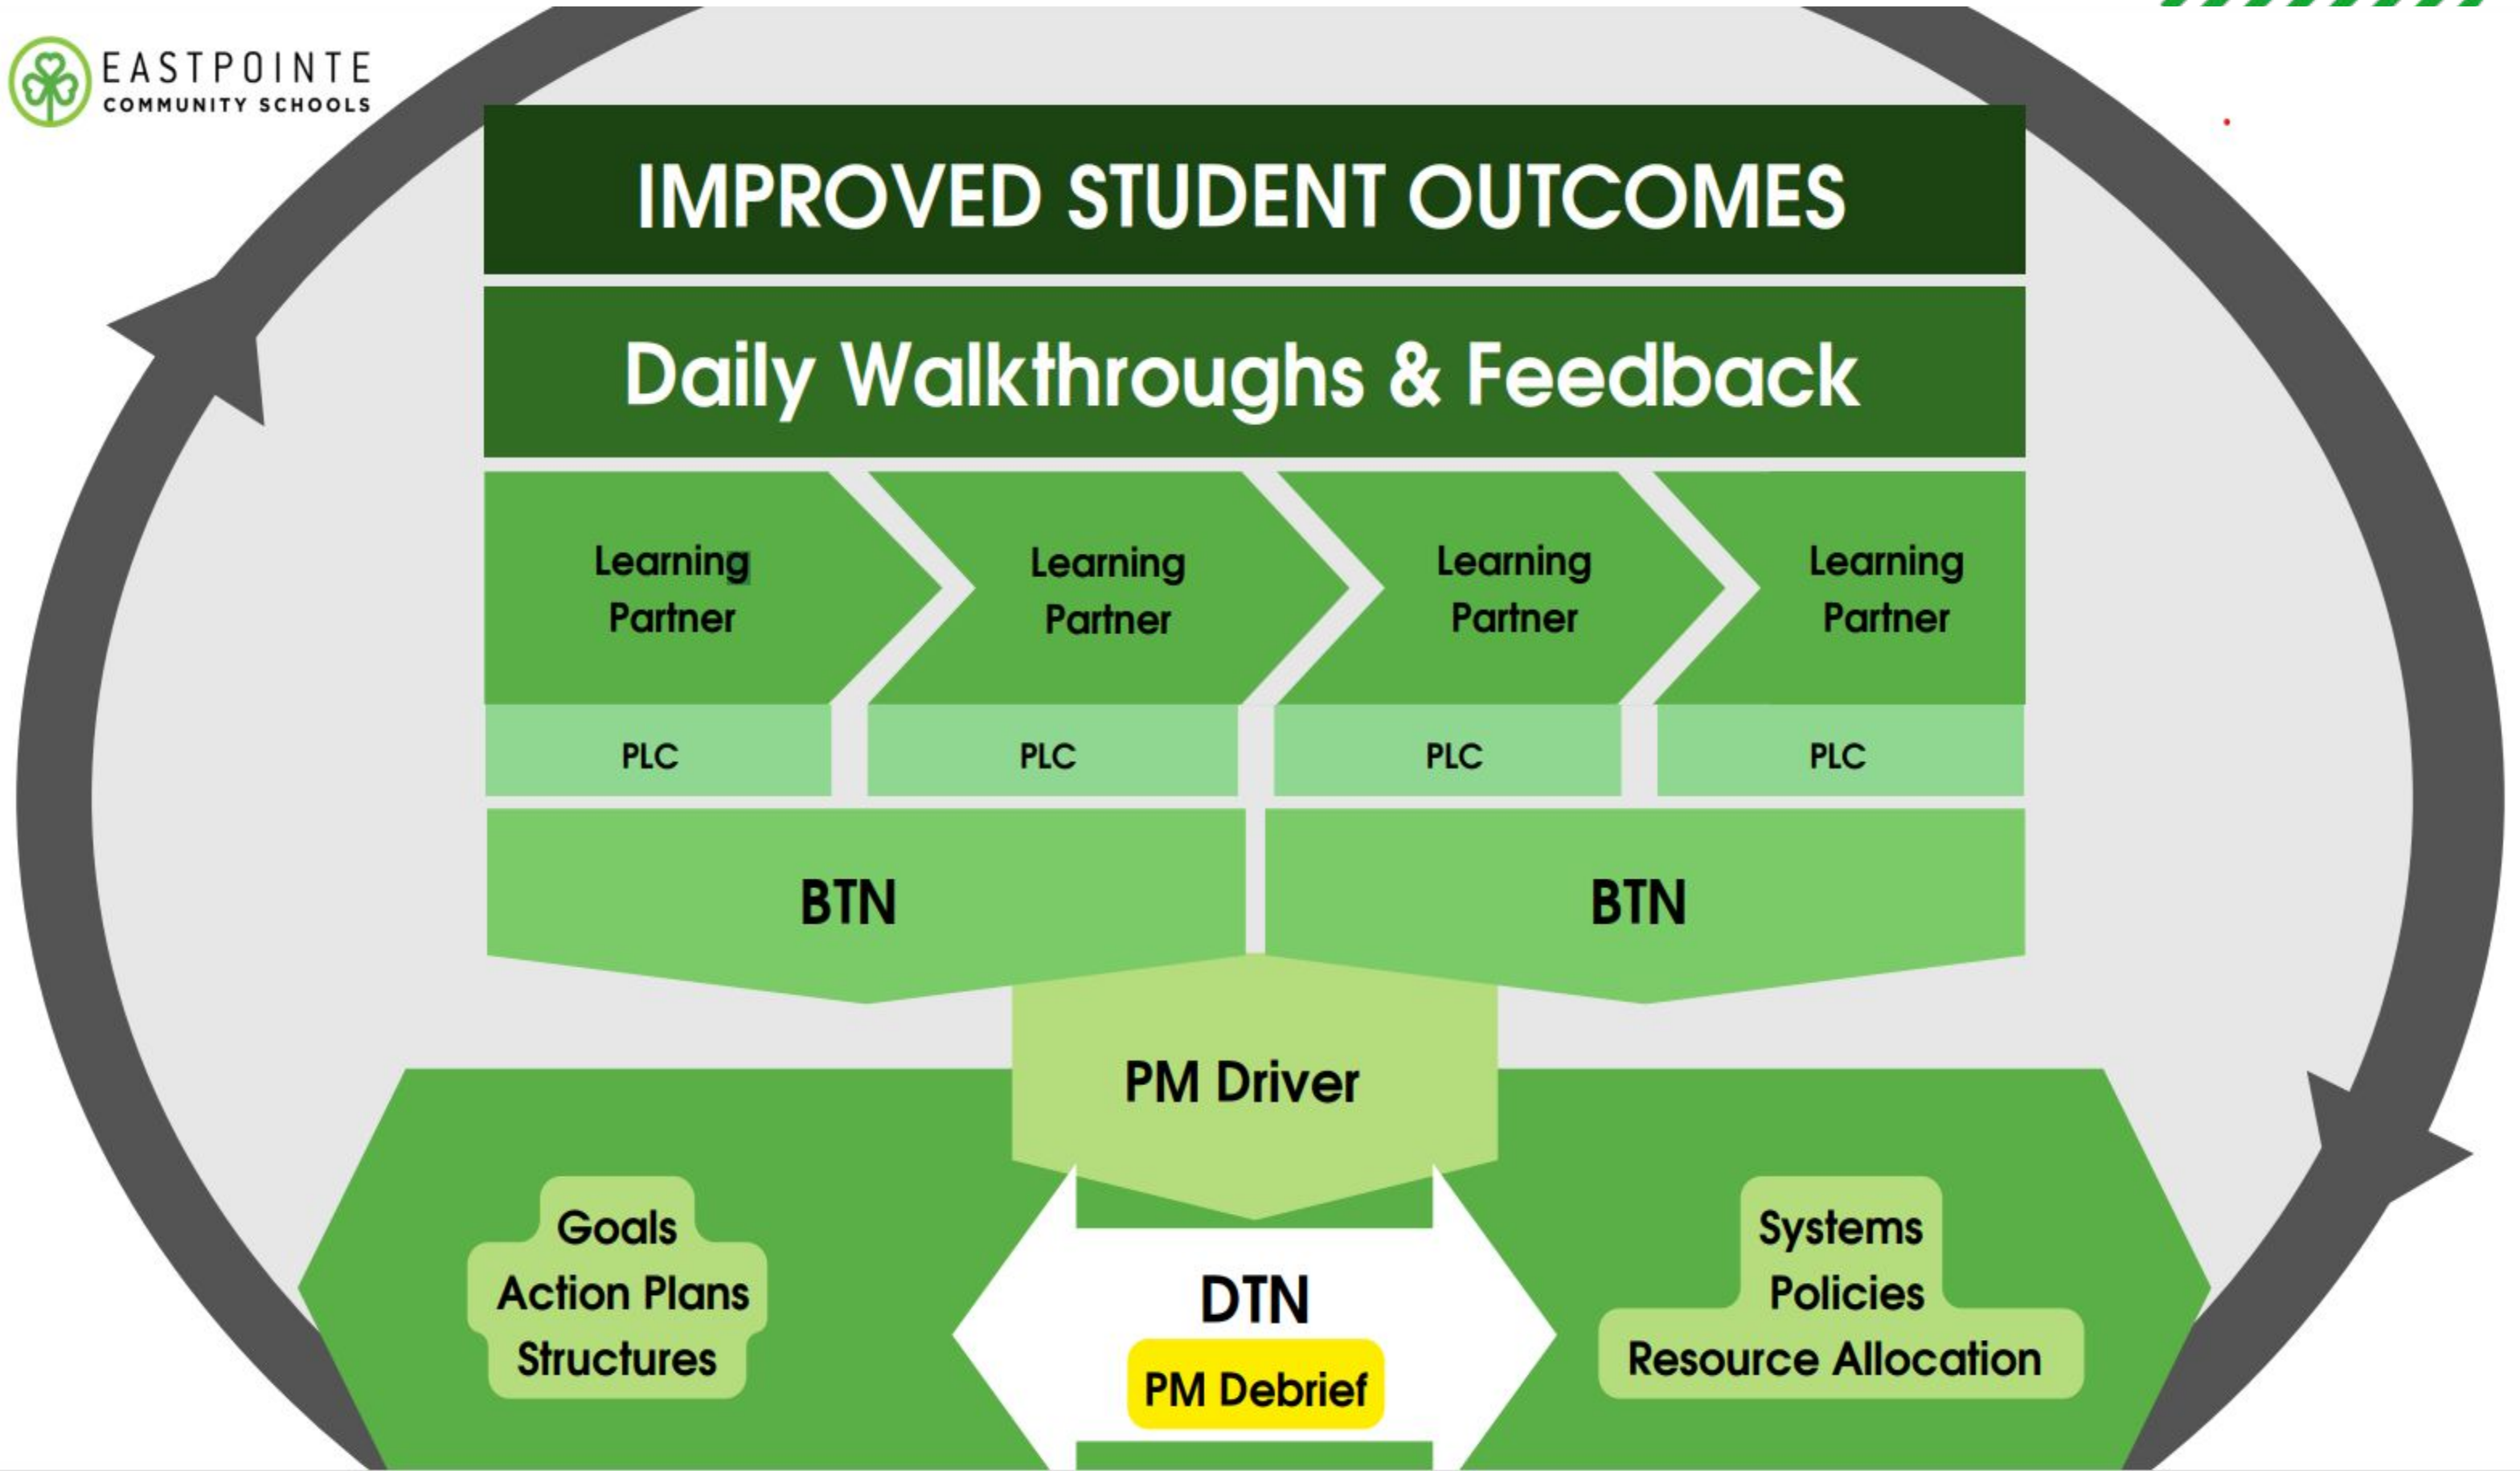 EASTPOINTE
COMMUNITY SCHOOLS
IMPROVED STUDENT OUTCOMES
Daily Walkthroughs & Feedback
Learning
Partner
Learning
Partner
Learning
Partner
Learning
Partner
PLC
PLC
PLC
PLC
BTN
BTN
PM Driver
Goals
Action Plans
Structures
DTN
PM Debrief
Systems
Policies
Resource Allocation